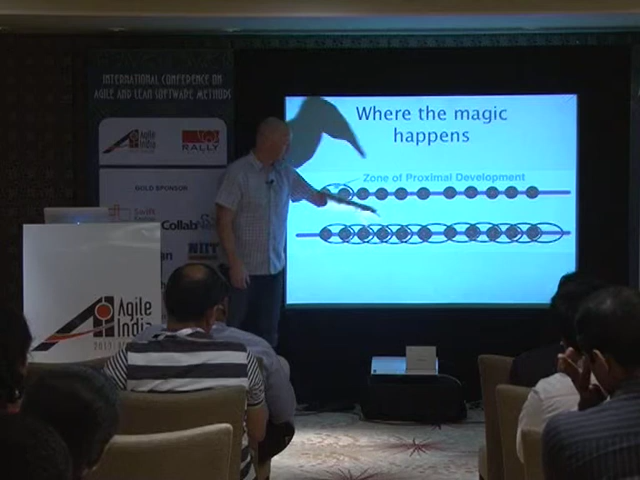 INTERNATIONAL CONFERENCE ON
AGILE AND LEAN SOFTWARE METHODS
Agile
India
RALLY
GOLD SPONSOR
Collab
NIIT
Where the magic
happens
Zone of Proximal Development
Agile
India